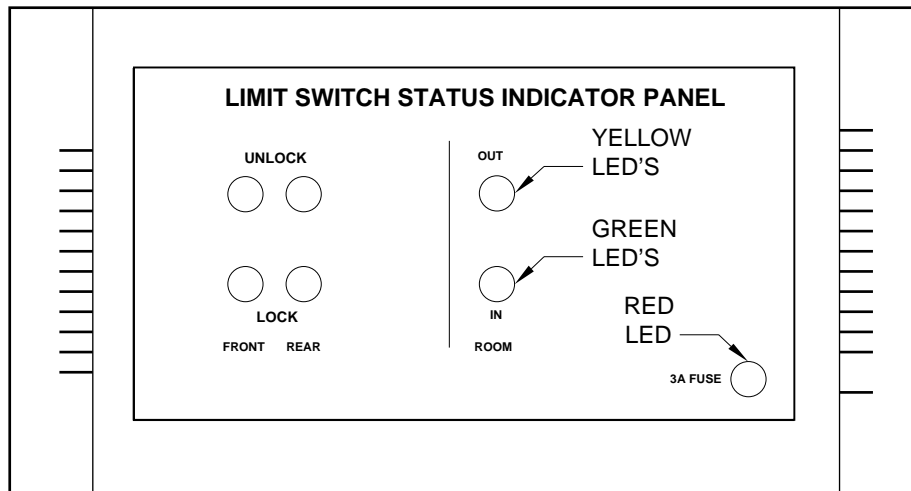 LIMIT SWITCH STATUS INDICATOR PANEL
UNLOCK
LOCK
FRONT REAR
OUT
YELLOW
LED'S
GREEN
LED'S
IN
ROOM
RED
LED
3A FUSE